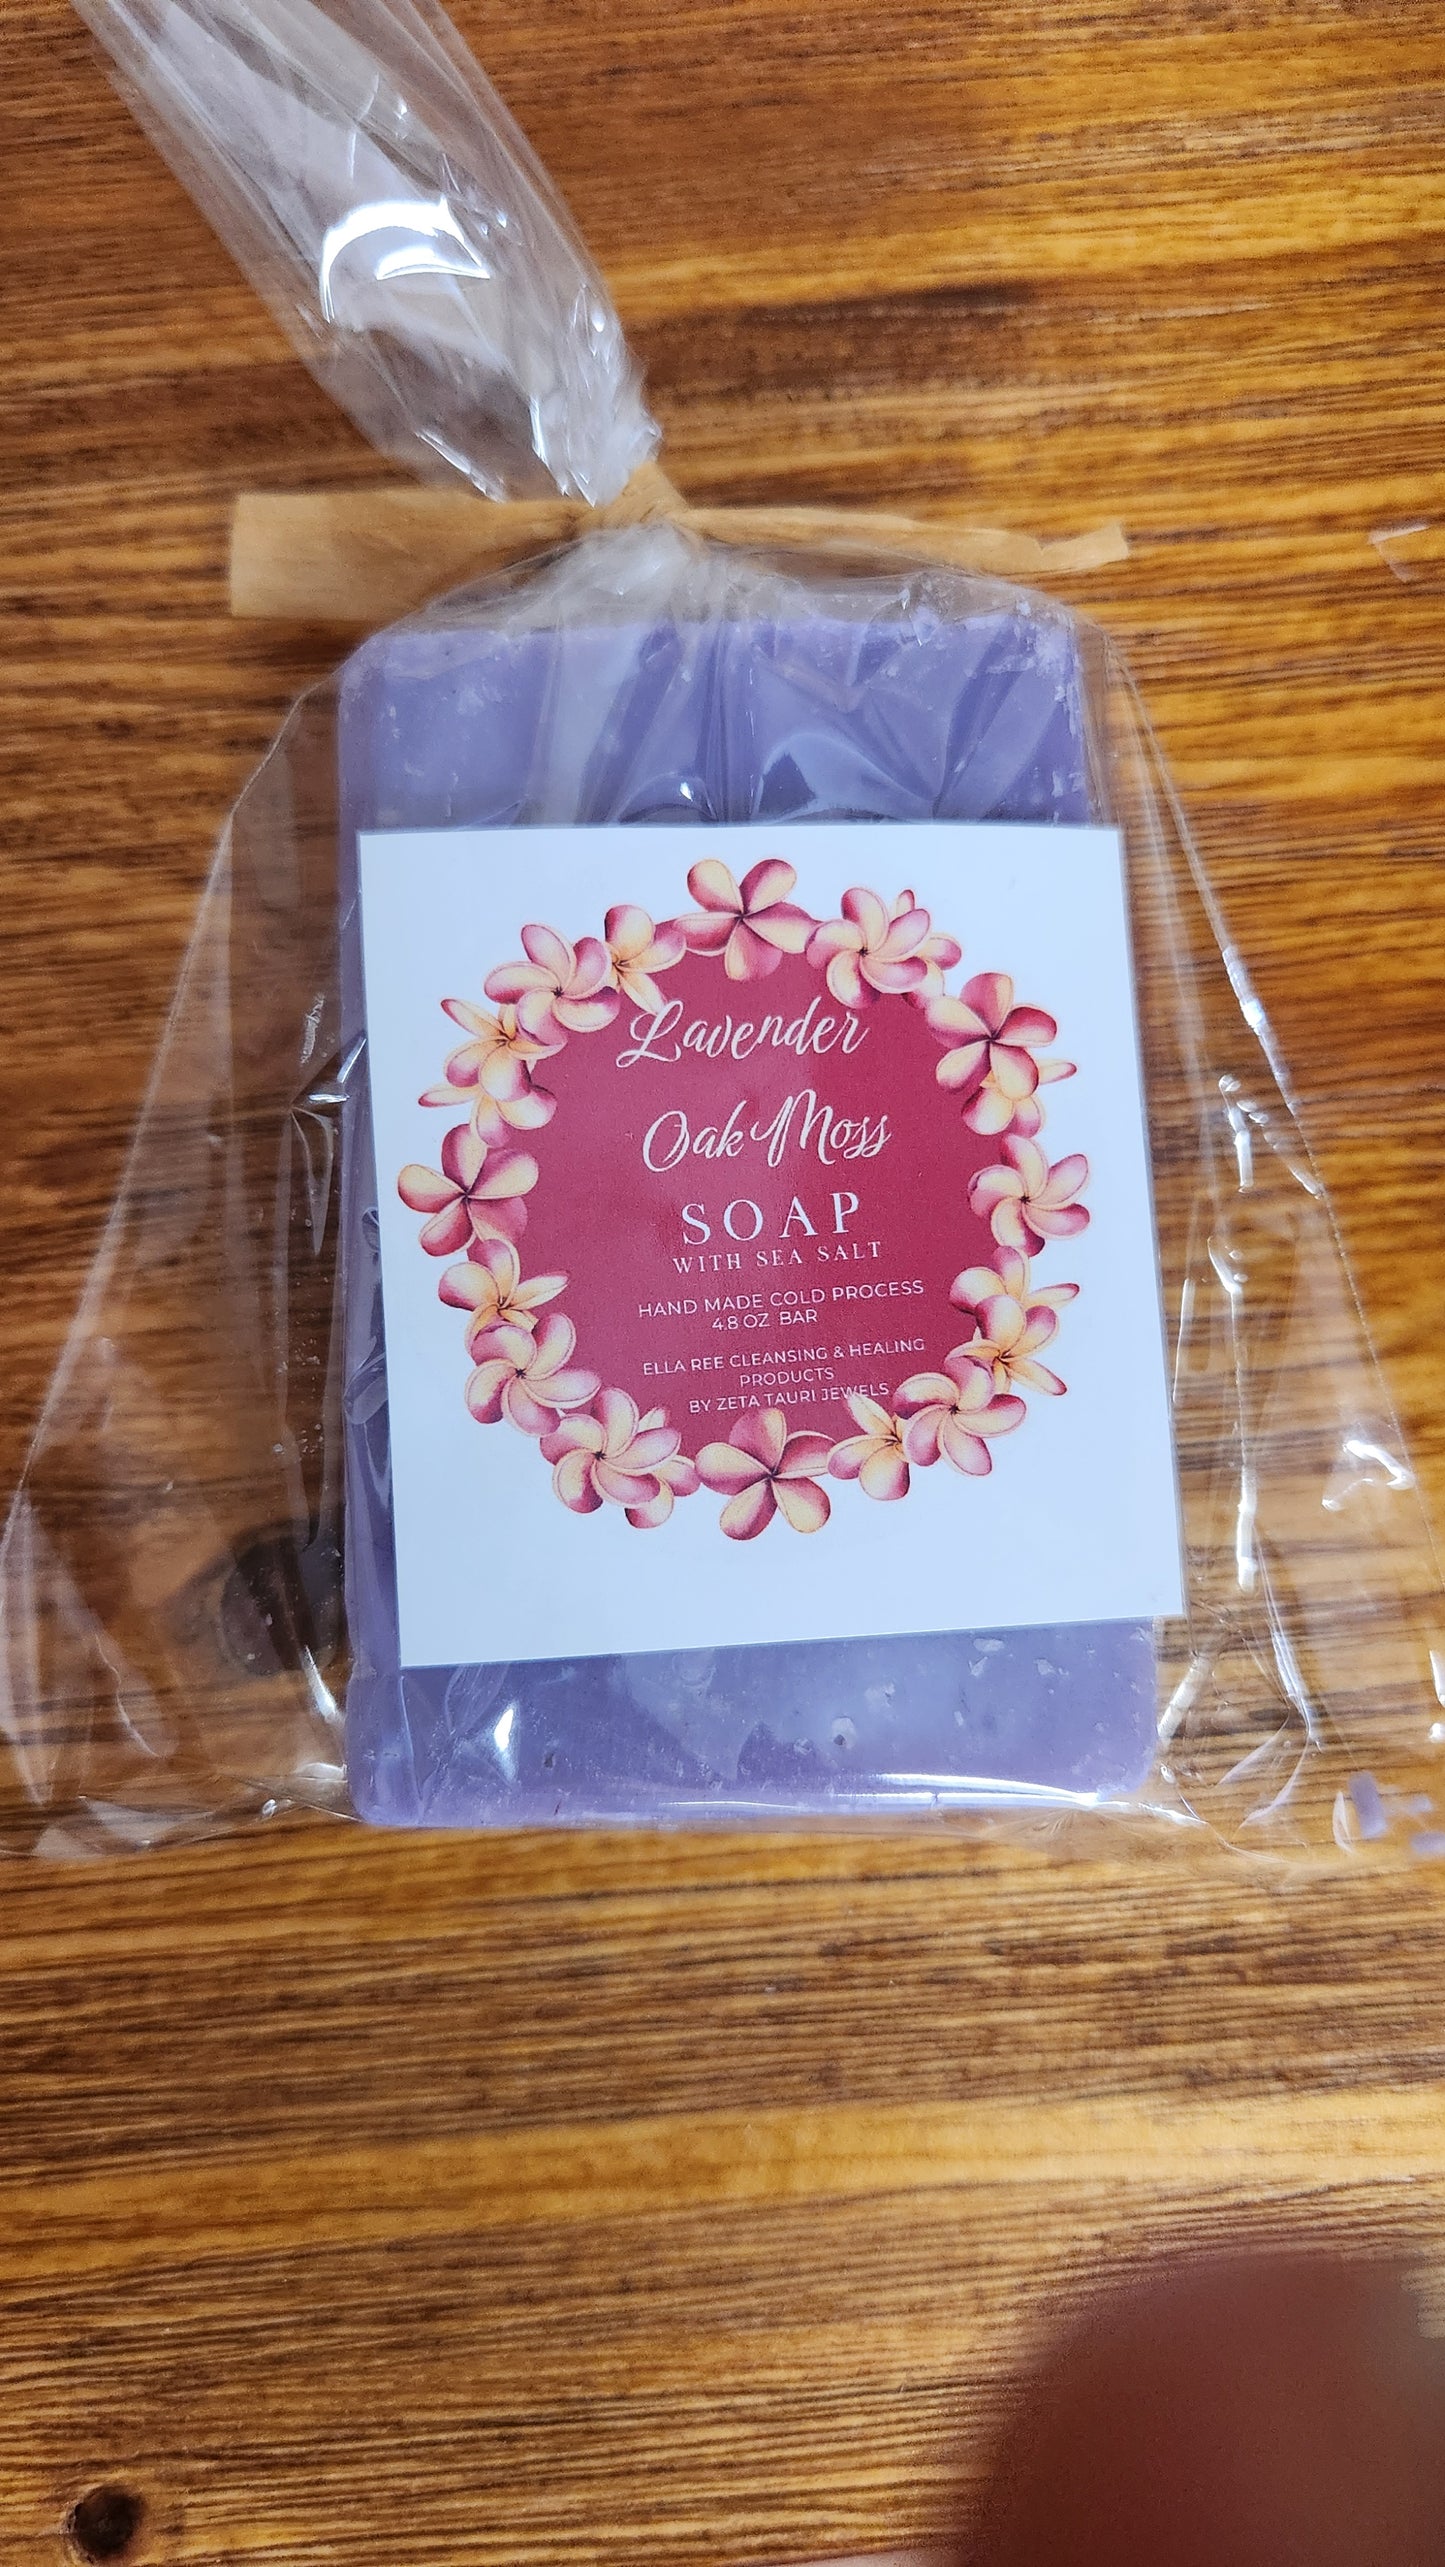 Lavender
Oak Moss
SOAP
WITH SEA SALT
HAND MADE COLD PROCESS
4.8 OZ BAR
ELLA REE CLEANSING & HEALING
PRODUCTS
BY ZETA TAURI JEWELS